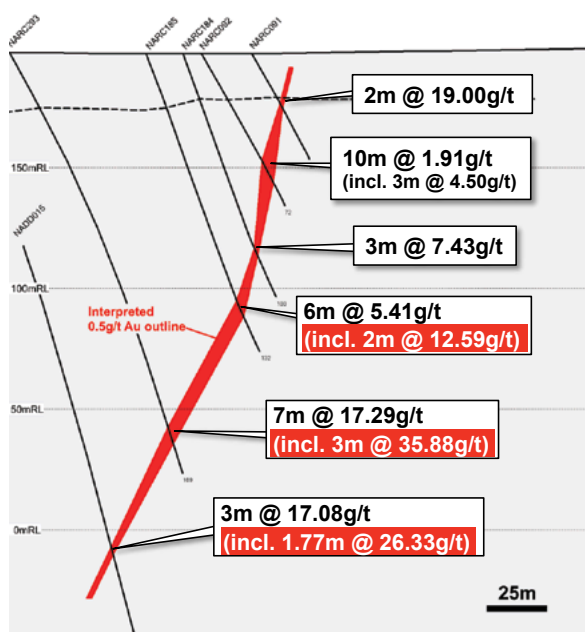 NARC293
NARC185
NARC184
NARC092
NARC091
2m @ 19.00g/t
150mRL
10m @ 1.91g/t
(incl. 3m @ 4.50g/t)
NADD015
72
3m @ 7.43g/t
100mRL
100
Interpreted
0.5g/t Au outline
6m @ 5.41g/t
(incl. 2m @ 12.59g/t)
132
50mRL
7m @ 17.29g/t
(incl. 3m @ 35.88g/t)
189
0mRL
3m @ 17.08g/t
(incl. 1.77m @ 26.33g/t)
25m